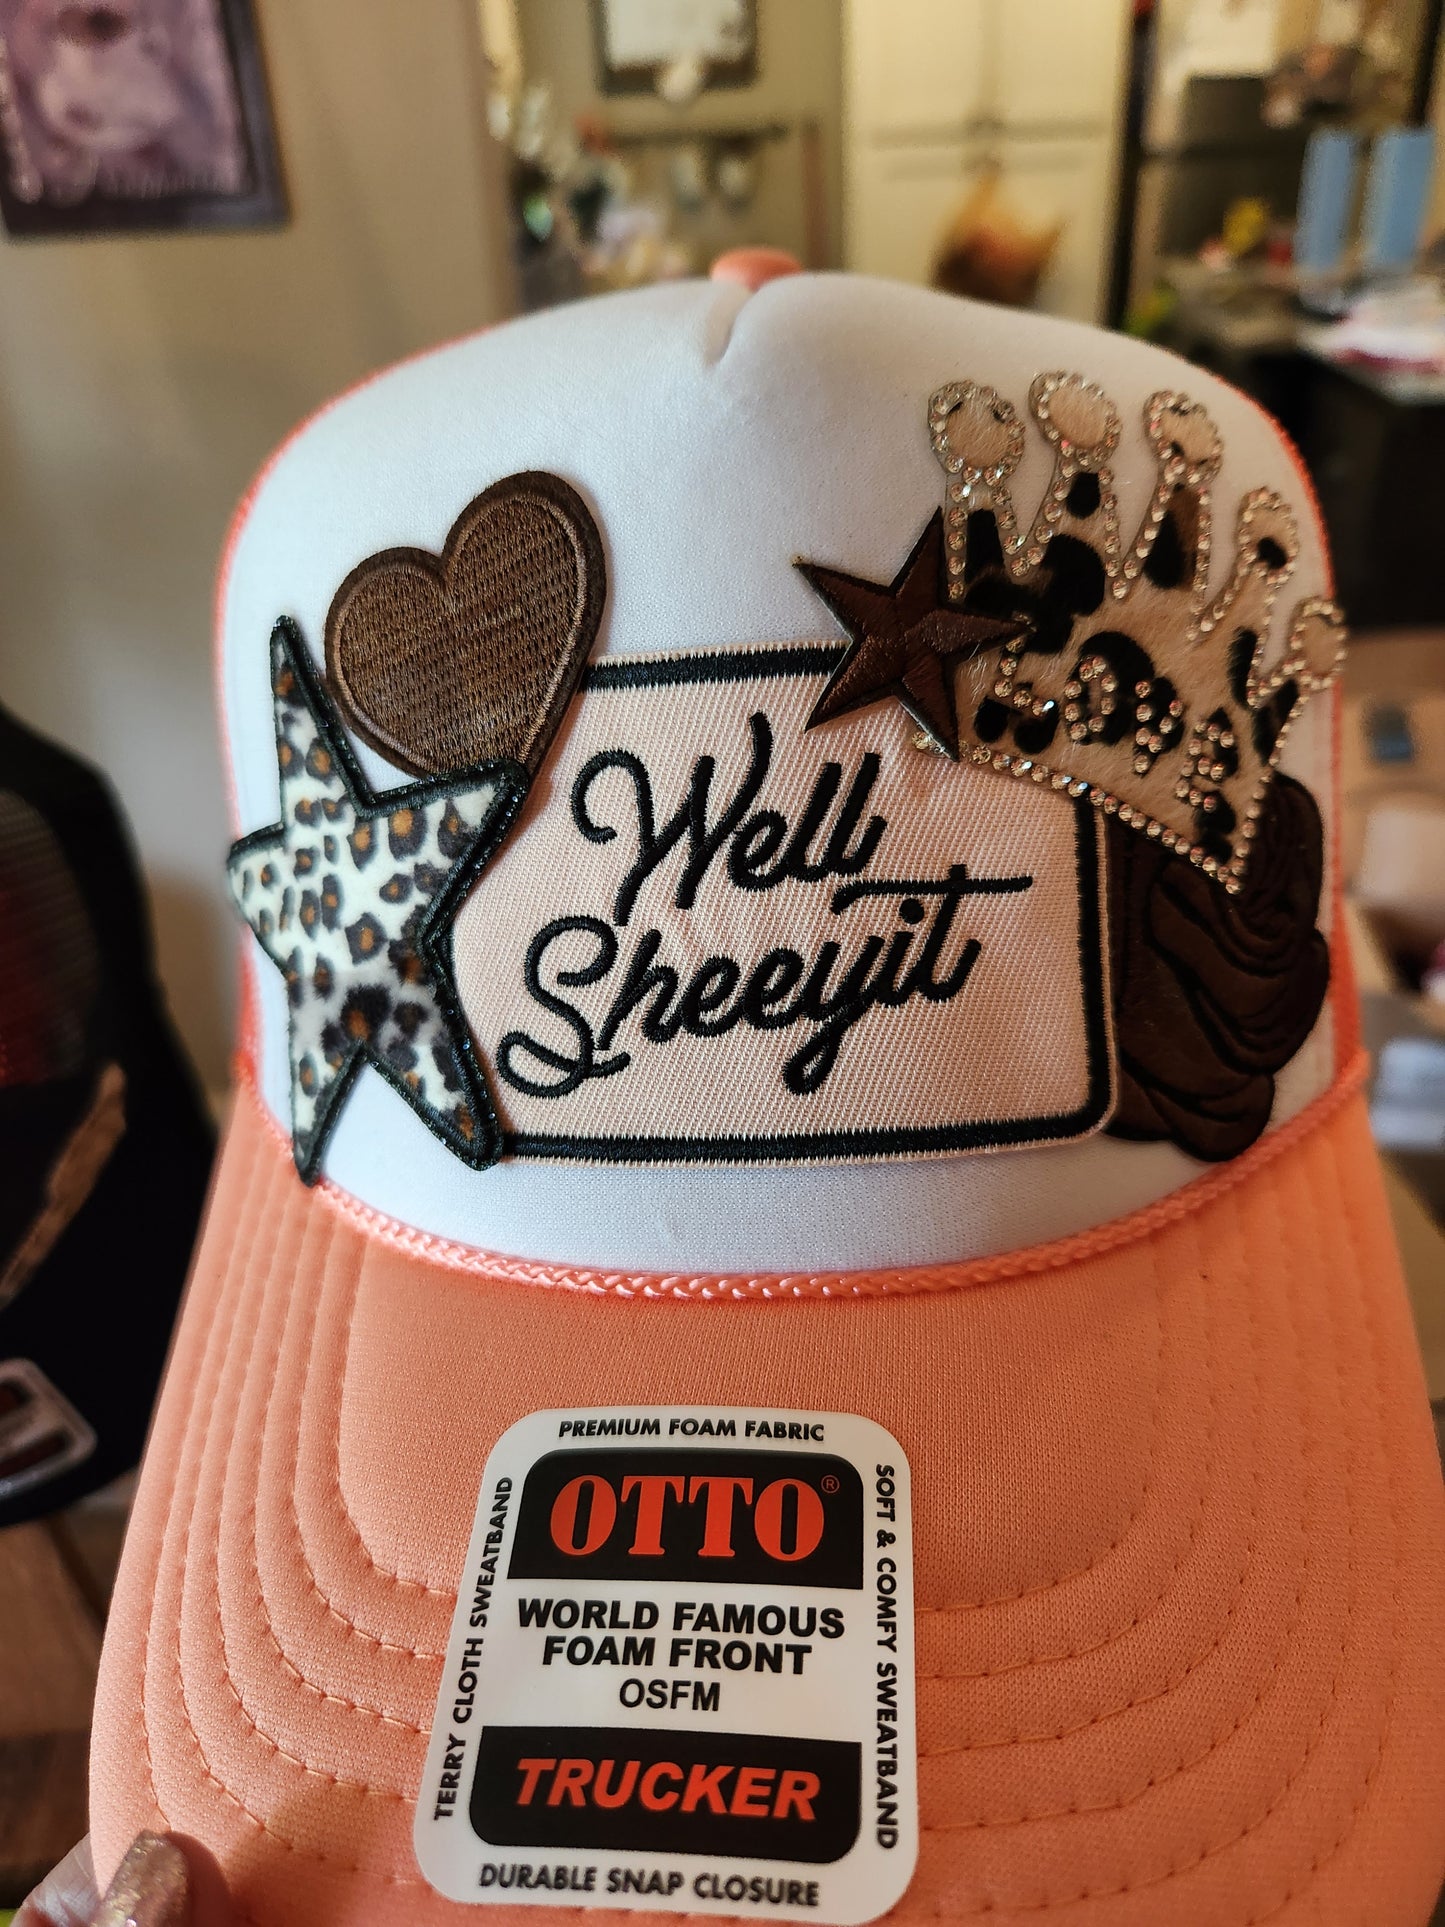 LOVE
Well
Sheeyit
PREMIUM FOAM FABRIC
OTTO®
WORLD FAMOUS
FOAM FRONT
OSFM
TRUCKER
DURABLE SNAP CLOSURE
TERRY CLOTH SWEATBAND
SOFT & COMFY SWEATBAND